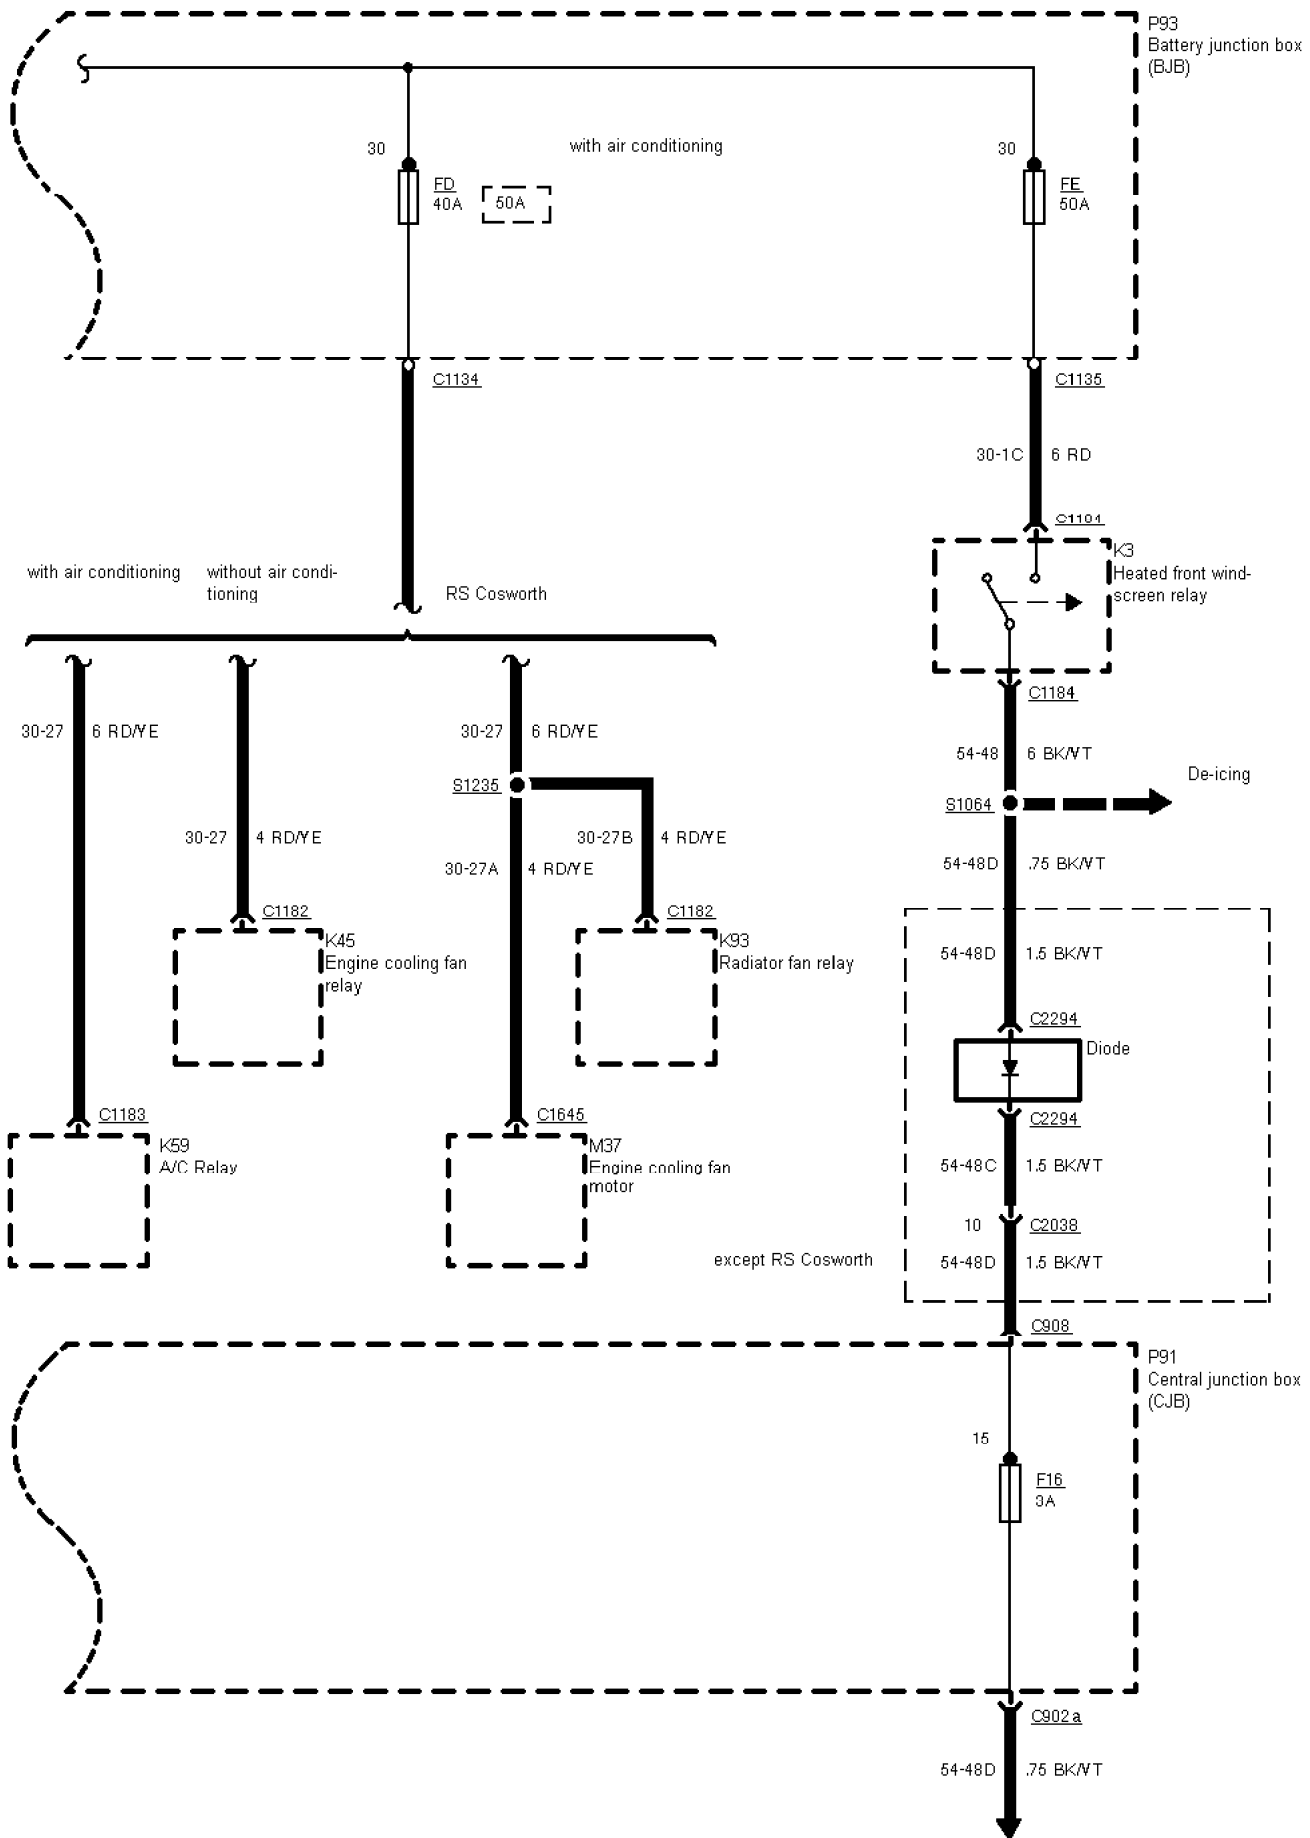 P93
Battery junction box
(BJB)
30
with air conditioning
30
FD
40A
50A
FE
50A
C1134
C1135
30-1C
6 RD
C1104
K3
Heated front wind-
screen relay
with air conditioning
without air condi-
tioning
RS Cosworth
C1184
30-27
6 RD/YE
30-27
6 RD/YE
54-48
6 BK/VT
De-icing
S1235
S1064
30-27
4 RD/YE
30-27B
4 RD/YE
30-27A
4 RD/YE
54-48D
.75 BK/VT
C1182
C1182
K45
Engine cooling fan
relay
K93
Radiator fan relay
54-48D
1.5 BK/VT
C2294
Diode
C1183
C1645
C2294
K59
A/C Relay
M37
Engine cooling fan
motor
54-48C
1.5 BK/VT
10
C2038
except RS Cosworth
54-48D
1.5 BK/VT
C908
P91
Central junction box
(CJB)
15
F16
3A
C902a
54-48D
.75 BK/VT